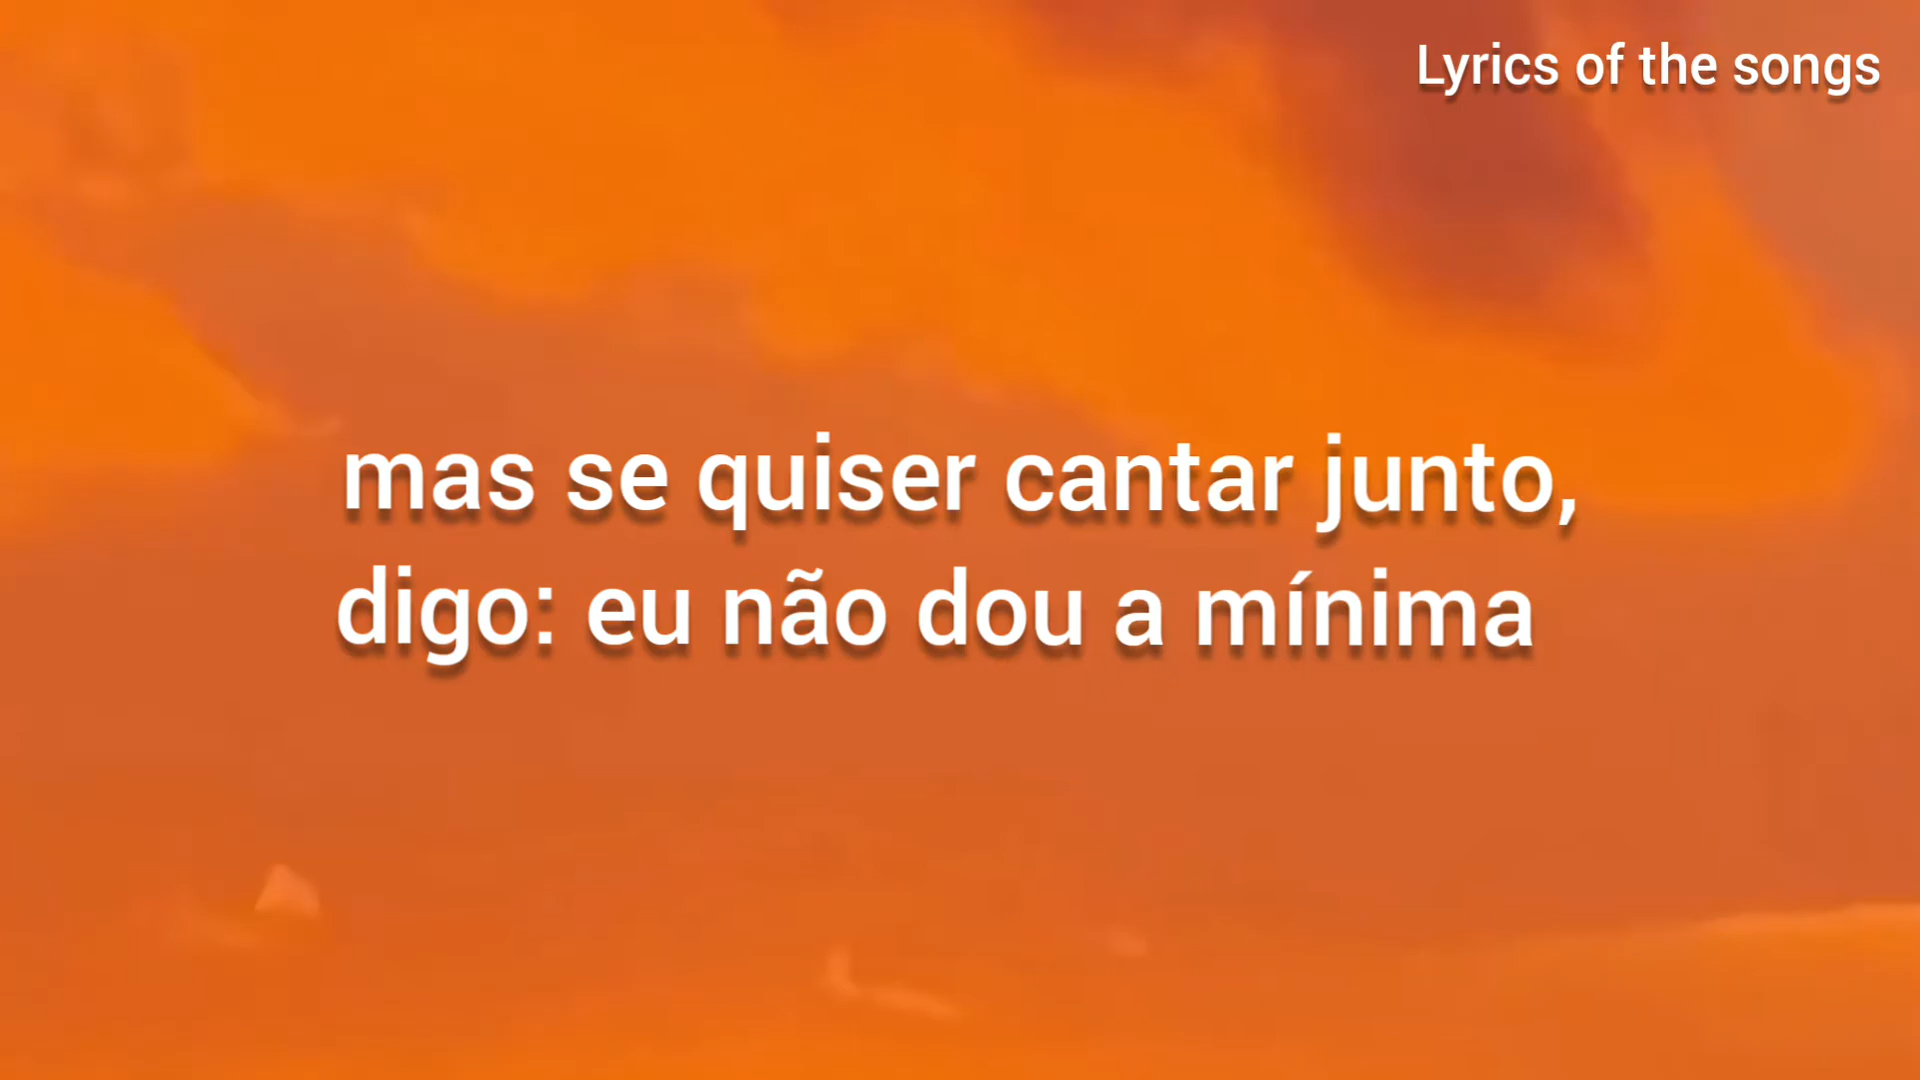 Lyrics of the songs
mas se quiser cantar junto,
digo: eu não dou a mínima